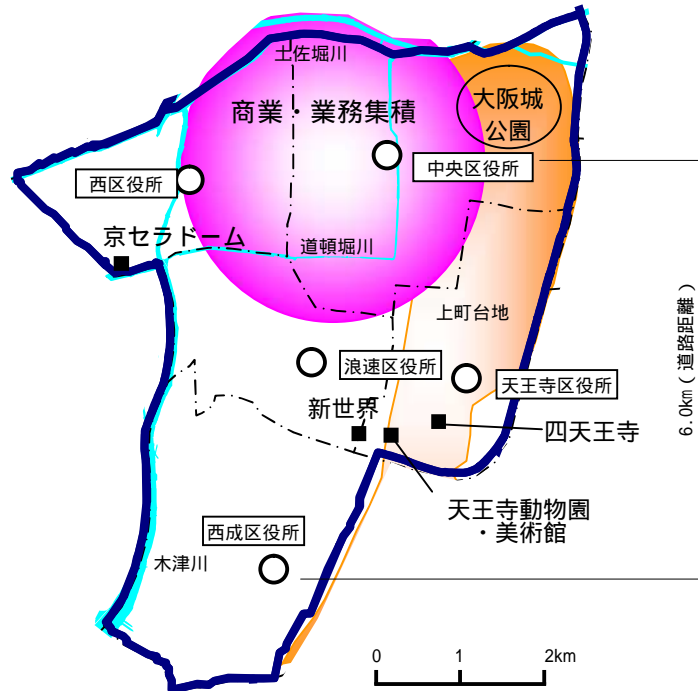 土佐堀川
商業・業務集積
大阪城
公園
西区役所
中央区役所
京セラドーム
道頓堀川
上町台地
浪速区役所
天王寺区役所
新世界
四天王寺
天王寺動物園
・美術館
西成区役所
木津川
6.0km(道路距離)
0 1 2km